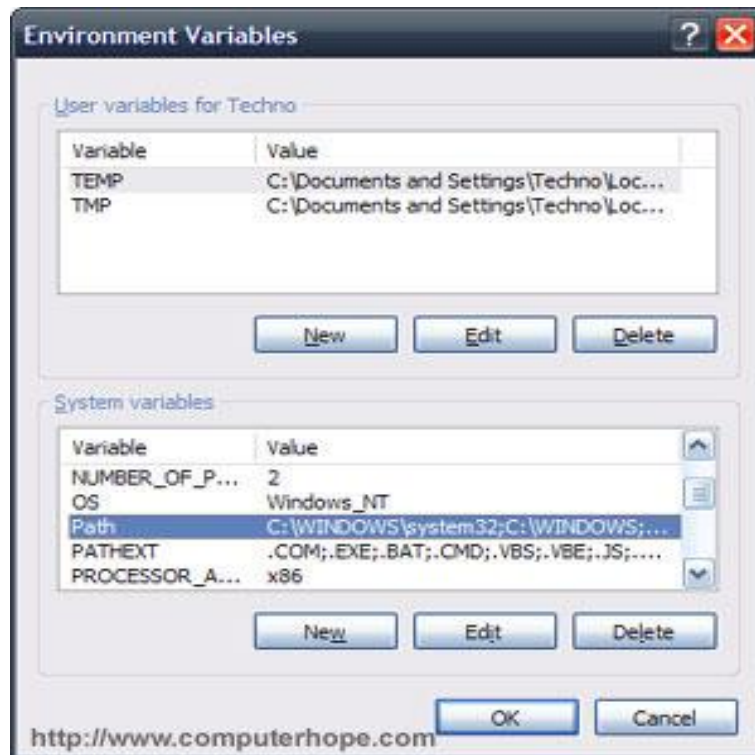 Environment Variables
User variables for Techno
Variable Value
TEMP C:\Documents and Settings\Techno\Loc...
TMP C:\Documents and Settings\Techno\Loc...
New Edit Delete
System variables
Variable Value
NUMBER_OF_P... 2
OS Windows_NT
Path C:\WINDOWS\system32;C:\WINDOWS;...
PATHEXT .COM;.EXE;.BAT;.CMD;.VBS;.VBE;.JS;....
PROCESSOR_A... x86
New Edit Delete
OK Cancel
http://www.computerhope.com